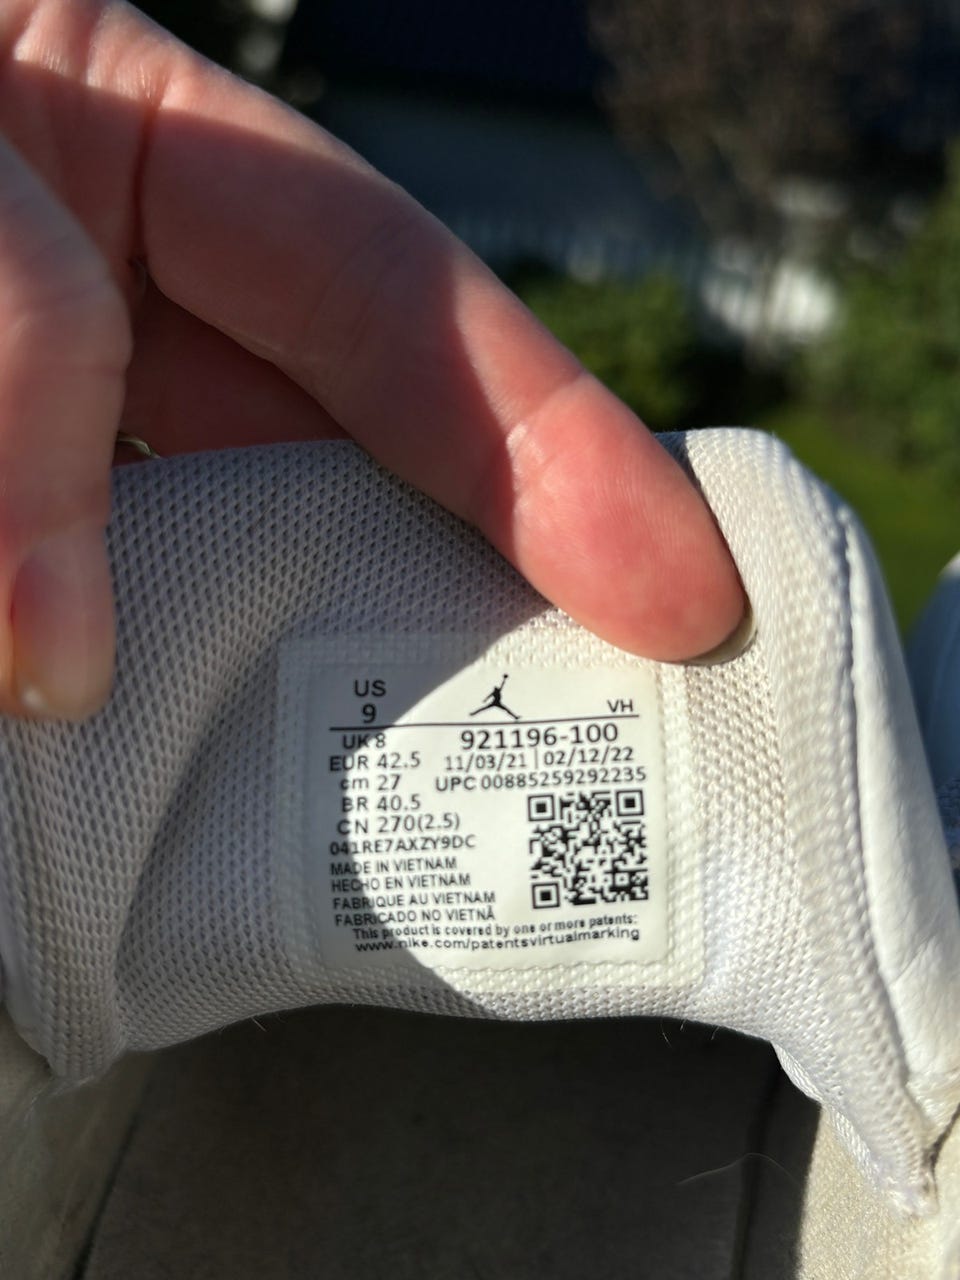 US
9
VH
UK 8
921196-100
EUR 42.5
11/03/21 | 02/12/22
cm 27
UPC 00885259292235
BR 40.5
CN 270(2.5)
041RE7AXZY9DC
MADE IN VIETNAM
HECHO EN VIETNAM
FABRIQUE AU VIETNAM
FABRICADO NO VIETNÃ
This product is covered by one or more patents:
www.nike.com/patentsvirtualmarking